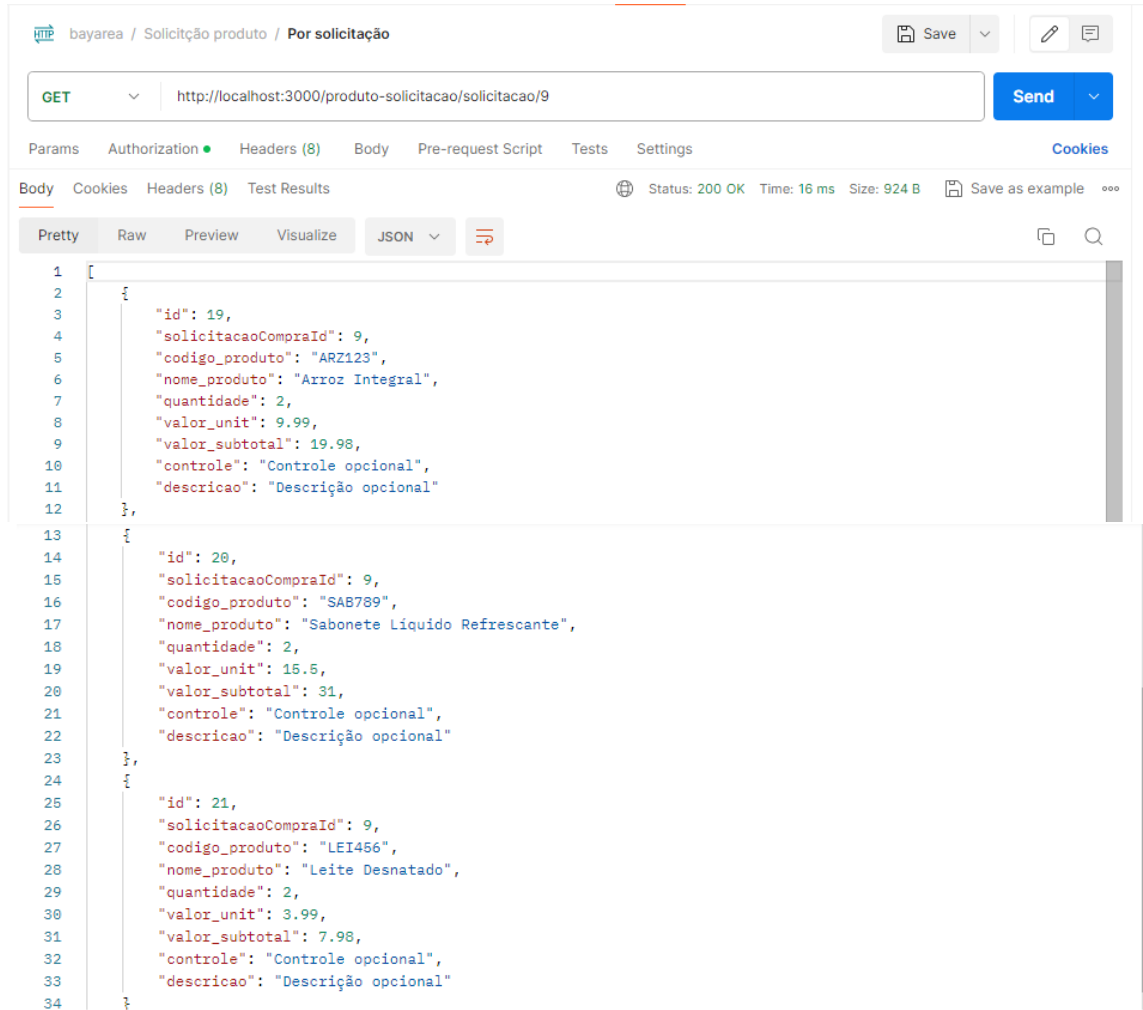 HTTP bayarea / Solicitção produto / Por solicitação Save
GET http://localhost:3000/produto-solicitacao/solicitacao/9 Send
Params Authorization Headers (8) Body Pre-request Script Tests Settings Cookies
Body Cookies Headers (8) Test Results Status: 200 OK Time: 16 ms Size: 924 B Save as example
Pretty Raw Preview Visualize JSON
1 [
2 {
3 "id": 19,
4 "solicitacaoCompraId": 9,
5 "codigo_produto": "ARZ123",
6 "nome_produto": "Arroz Integral",
7 "quantidade": 2,
8 "valor_unit": 9.99,
9 "valor_subtotal": 19.98,
10 "controle": "Controle opcional",
11 "descricao": "Descrição opcional"
12 },
13 {
14 "id": 20,
15 "solicitacaoCompraId": 9,
16 "codigo_produto": "SAB789",
17 "nome_produto": "Sabonete Líquido Refrescante",
18 "quantidade": 2,
19 "valor_unit": 15.5,
20 "valor_subtotal": 31,
21 "controle": "Controle opcional",
22 "descricao": "Descrição opcional"
23 },
24 {
25 "id": 21,
26 "solicitacaoCompraId": 9,
27 "codigo_produto": "LEI456",
28 "nome_produto": "Leite Desnatado",
29 "quantidade": 2,
30 "valor_unit": 3.99,
31 "valor_subtotal": 7.98,
32 "controle": "Controle opcional",
33 "descricao": "Descrição opcional"
34 }